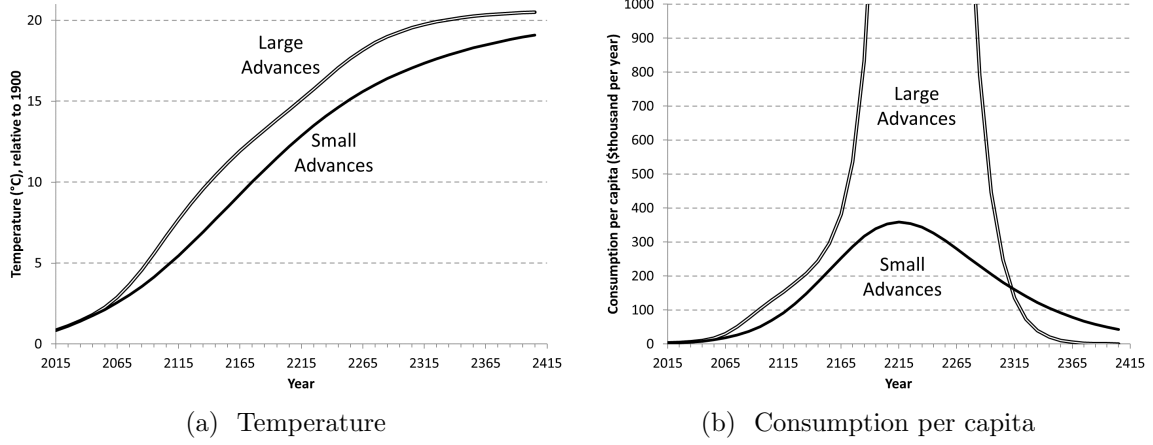 20
15
10
5
0
Temperature (°C), relative to 1900
Large
Advances
Small
Advances
2015 2065 2115 2165 2215 2265 2315 2365 2415
Year
(a) Temperature
1000
900
800
700
600
500
400
300
200
100
0
Consumption per capita ($thousand per year)
Large
Advances
Small
Advances
2015 2065 2115 2165 2215 2265 2315 2365 2415
Year
(b) Consumption per capita